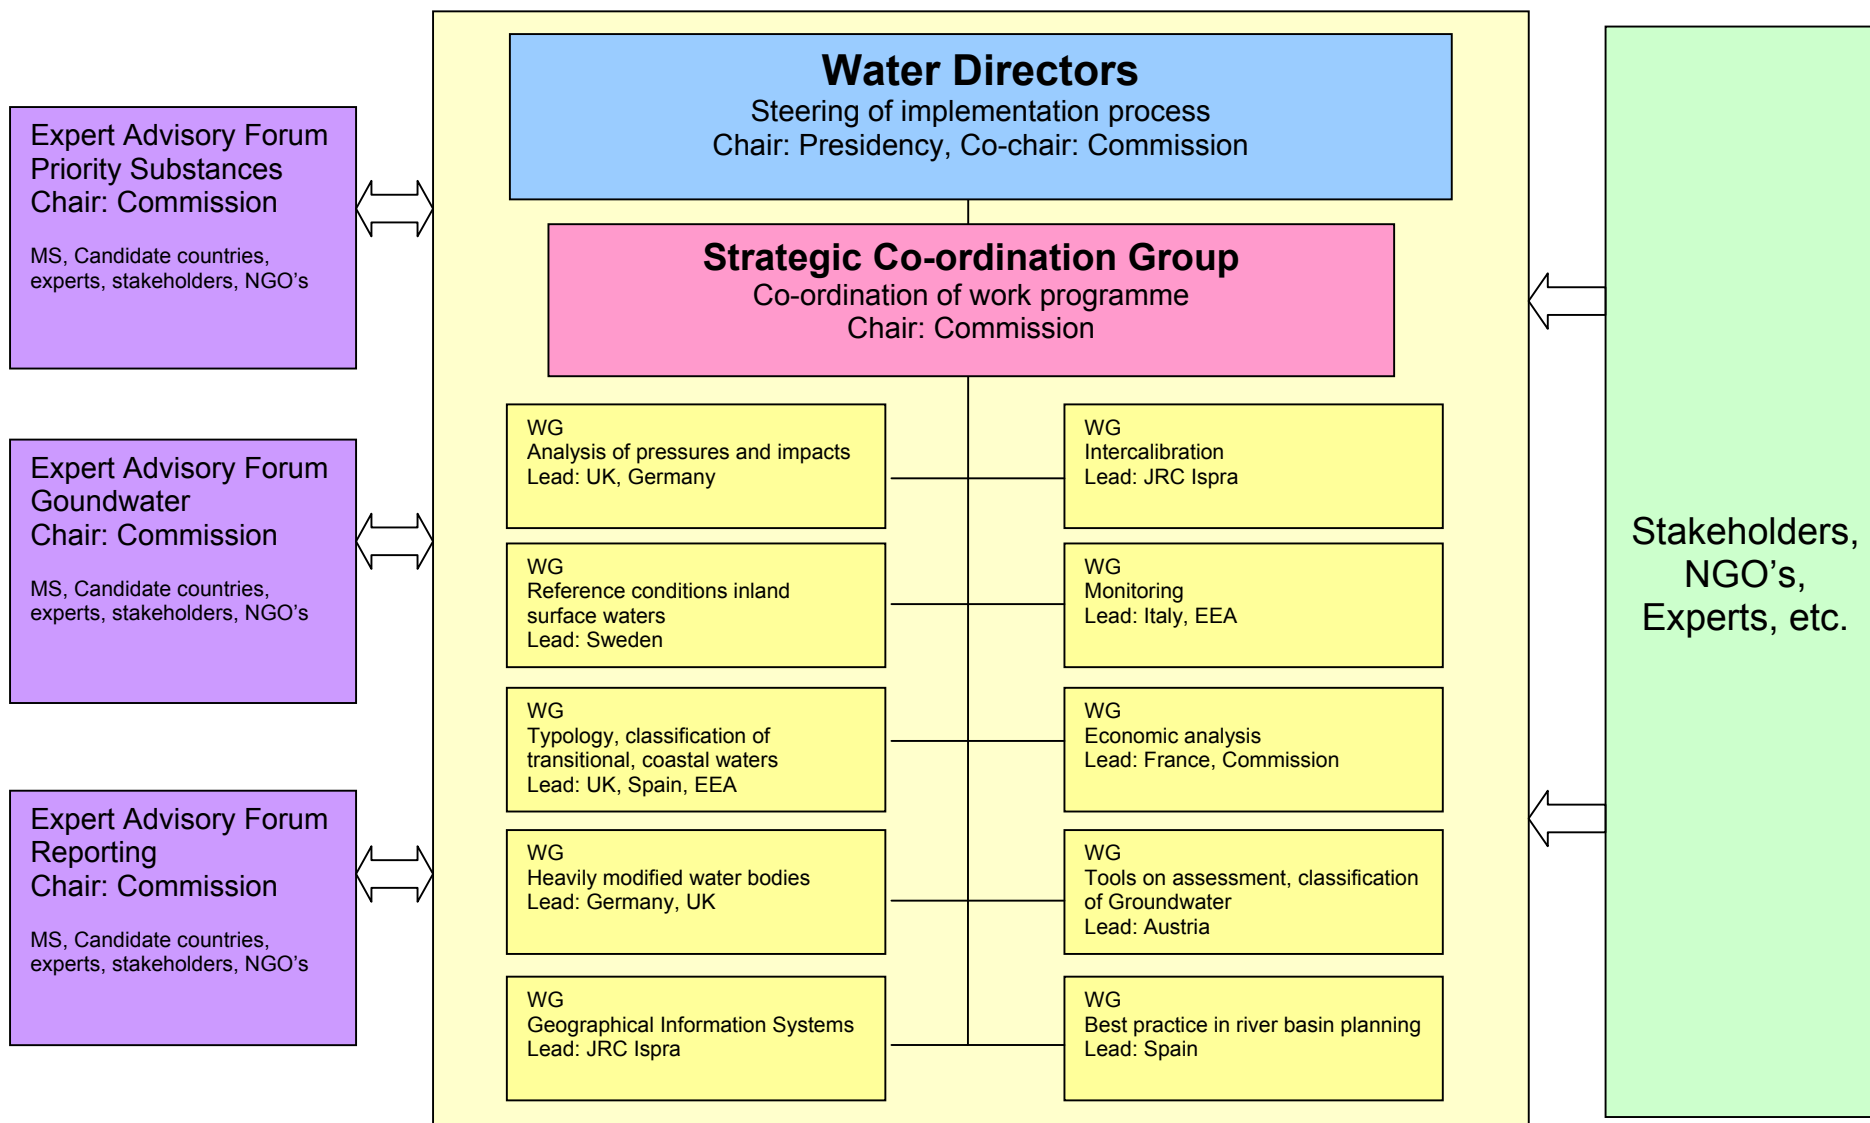 Water Directors
Steering of implementation process
Chair: Presidency, Co-chair: Commission
Strategic Co-ordination Group
Co-ordination of work programme
Chair: Commission
Expert Advisory Forum
Priority Substances
Chair: Commission
MS, Candidate countries,
experts, stakeholders, NGO’s
Expert Advisory Forum
Goundwater
Chair: Commission
MS, Candidate countries,
experts, stakeholders, NGO’s
Expert Advisory Forum
Reporting
Chair: Commission
MS, Candidate countries,
experts, stakeholders, NGO’s
WG
Analysis of pressures and impacts
Lead: UK, Germany
WG
Intercalibration
Lead: JRC Ispra
WG
Reference conditions inland
surface waters
Lead: Sweden
WG
Monitoring
Lead: Italy, EEA
WG
Typology, classification of
transitional, coastal waters
Lead: UK, Spain, EEA
WG
Economic analysis
Lead: France, Commission
WG
Heavily modified water bodies
Lead: Germany, UK
WG
Tools on assessment, classification
of Groundwater
Lead: Austria
WG
Geographical Information Systems
Lead: JRC Ispra
WG
Best practice in river basin planning
Lead: Spain
Stakeholders,
NGO’s,
Experts, etc.